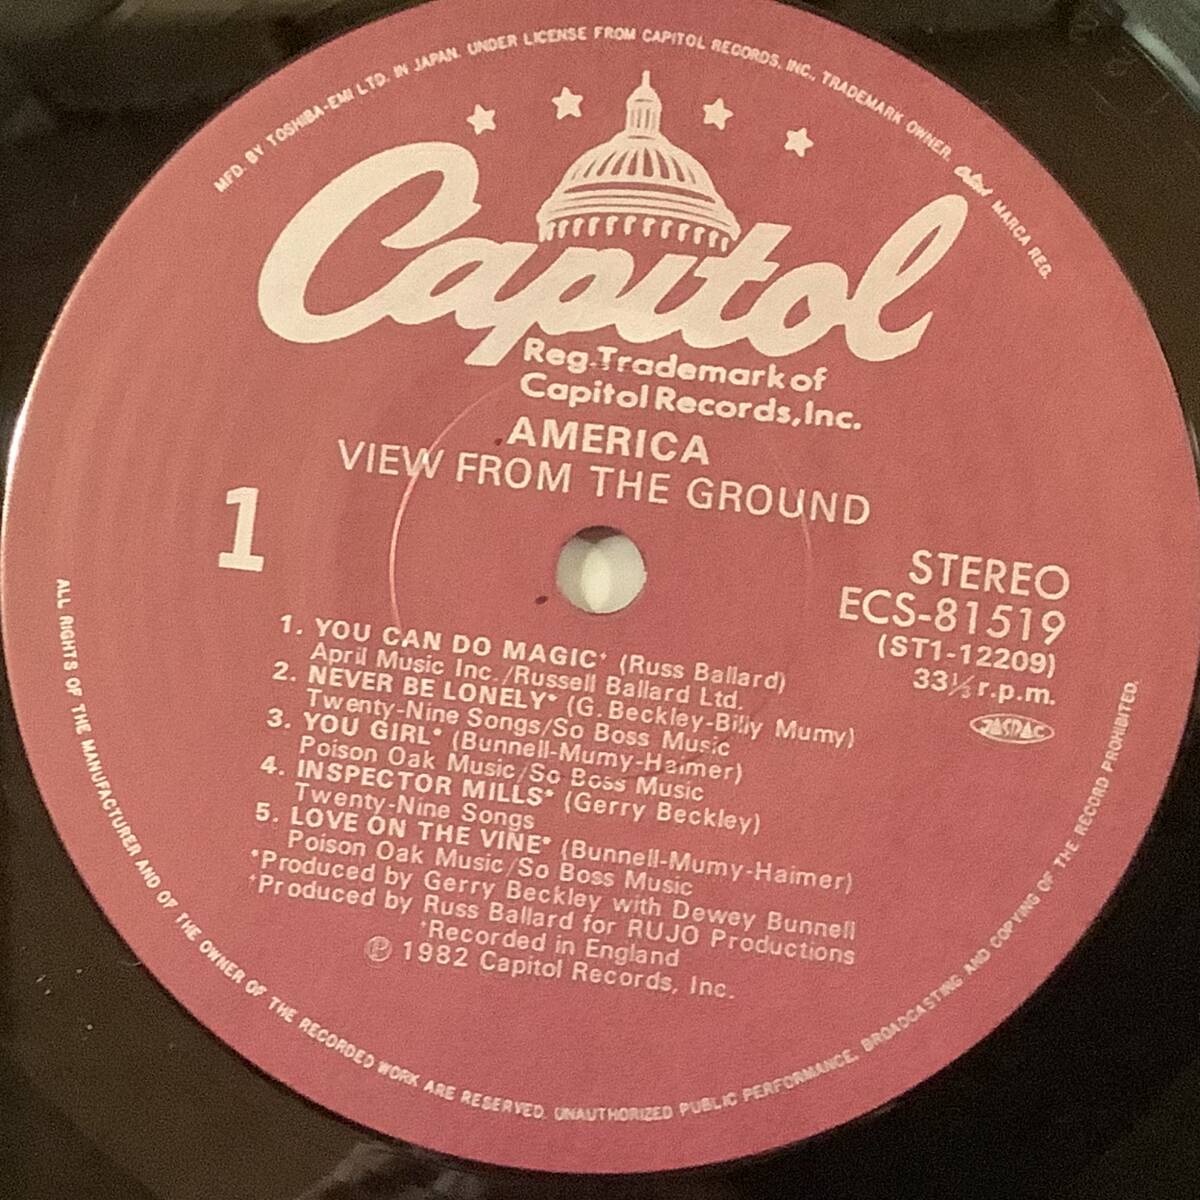 MFD. BY TOSHIBA-EMI LTD. IN JAPAN. UNDER LICENSE FROM CAPITOL RECORDS, INC., TRADEMARK OWNER. Capitol MARCA REG.
Capitol
Reg. Trademark of
Capitol Records, Inc.
AMERICA
VIEW FROM THE GROUND
1
STEREO
ECS-81519
(ST1-12209)
33⅓ r.p.m.
JASRAC
1. YOU CAN DO MAGIC† (Russ Ballard)
April Music Inc./Russell Ballard Ltd.
2. NEVER BE LONELY* (G. Beckley-Billy Mumy)
Twenty-Nine Songs/So Boss Music
3. YOU GIRL* (Bunnell-Mumy-Haimer)
Poison Oak Music/So Boss Music
4. INSPECTOR MILLS* (Gerry Beckley)
Twenty-Nine Songs
5. LOVE ON THE VINE* (Bunnell-Mumy-Haimer)
Poison Oak Music/So Boss Music
*Produced by Gerry Beckley with Dewey Bunnell
†Produced by Russ Ballard for RUJO Productions
†Recorded in England
℗ 1982 Capitol Records, Inc.
ALL RIGHTS OF THE MANUFACTURER AND OF THE OWNER OF THE RECORDED WORK ARE RESERVED. UNAUTHORIZED PUBLIC PERFORMANCE, BROADCASTING AND COPYING OF THE RECORD PROHIBITED.